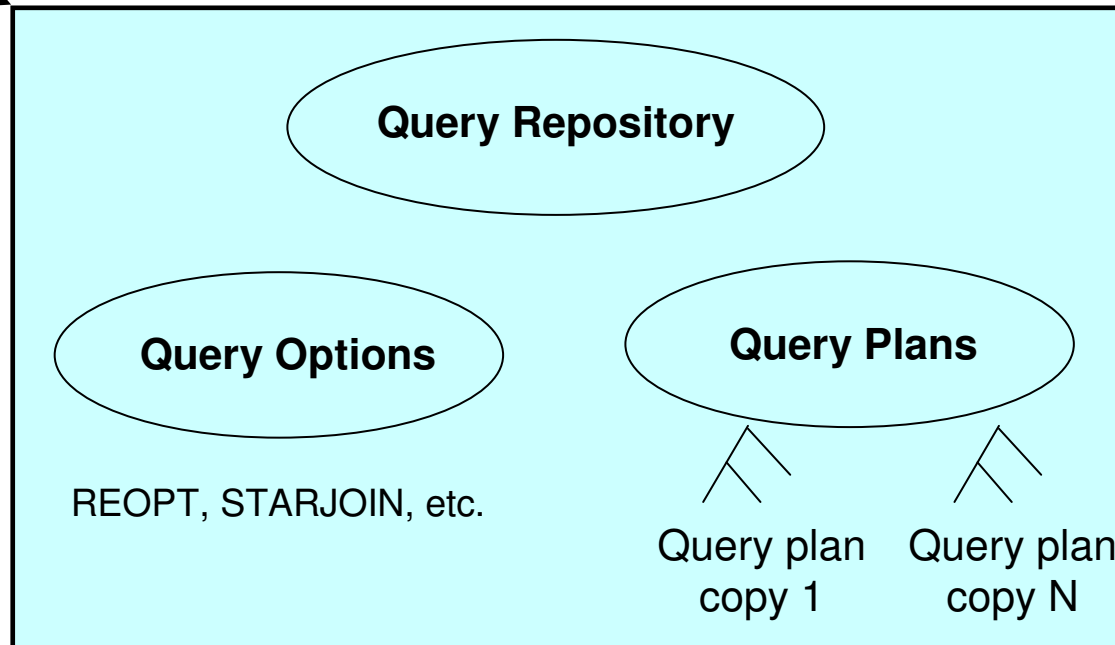 Query Repository
Query Options
Query Plans
REOPT, STARJOIN, etc.
Query plan
copy 1
Query plan
copy N